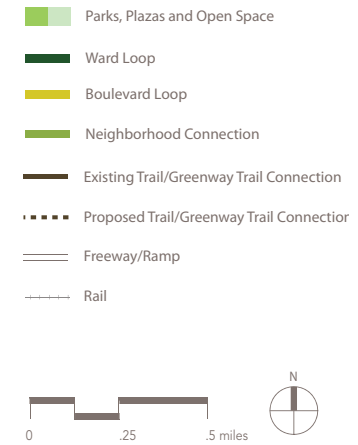 Parks, Plazas and Open Space
Ward Loop
Boulevard Loop
Neighborhood Connection
Existing Trail/Greenway Trail Connection
Proposed Trail/Greenway Trail Connection
Freeway/Ramp
Rail
N
0 .25 .5 miles